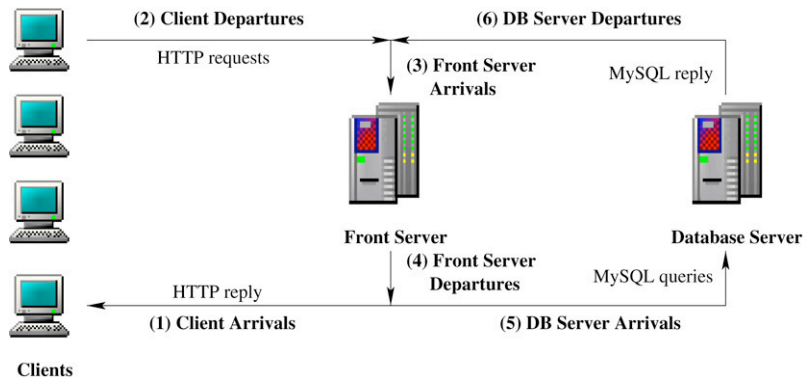 (2) Client Departures
(6) DB Server Departures
HTTP requests
(3) Front Server
Arrivals
MySQL reply
Front Server
Database Server
(4) Front Server
Departures
MySQL queries
HTTP reply
(1) Client Arrivals
(5) DB Server Arrivals
Clients